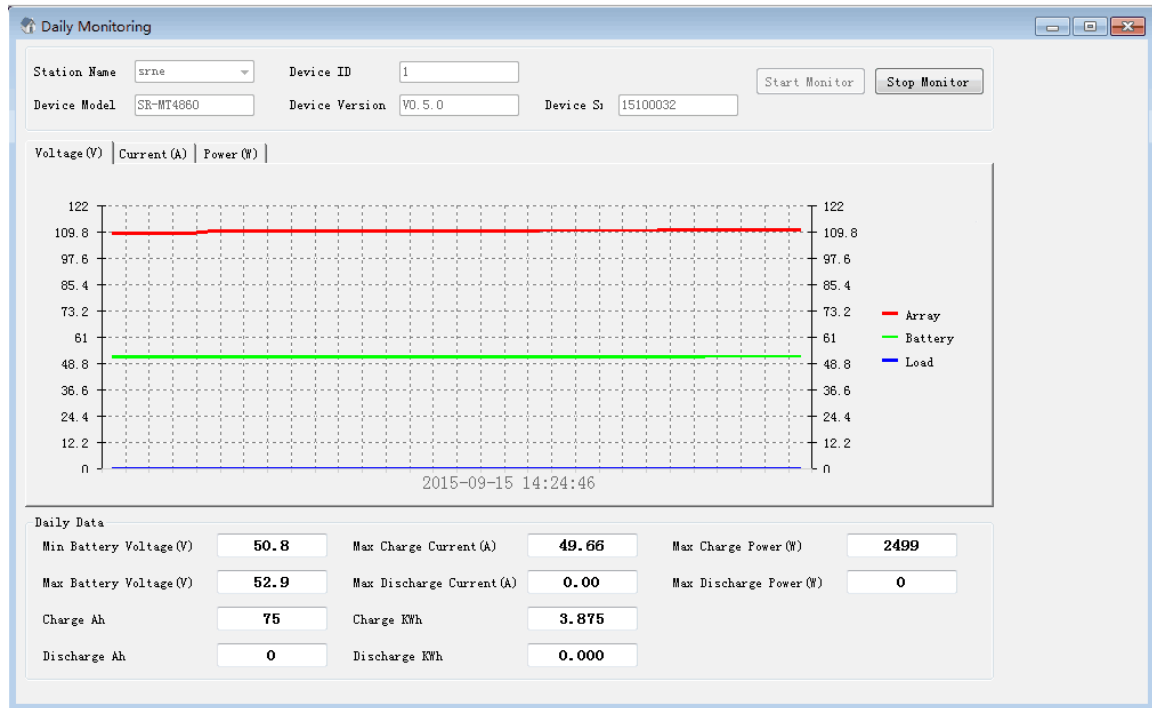 Daily Monitoring
Station Name srne Device ID 1 Start Monitor Stop Monitor
Device Model SR-MT4860 Device Version V0.5.0 Device S 15100032
Voltage(V) Current(A) Power(W)
122 122
109.8 109.8
97.6 97.6
85.4 85.4
73.2 73.2 Array
61 61 Battery
48.8 48.8 Load
36.6 36.6
24.4 24.4
12.2 12.2
0 0
2015-09-15 14:24:46
Daily Data
Min Battery Voltage(V) 50.8 Max Charge Current(A) 49.66 Max Charge Power(W) 2499
Max Battery Voltage(V) 52.9 Max Discharge Current(A) 0.00 Max Discharge Power(W) 0
Charge Ah 75 Charge KWh 3.875
Discharge Ah 0 Discharge KWh 0.000